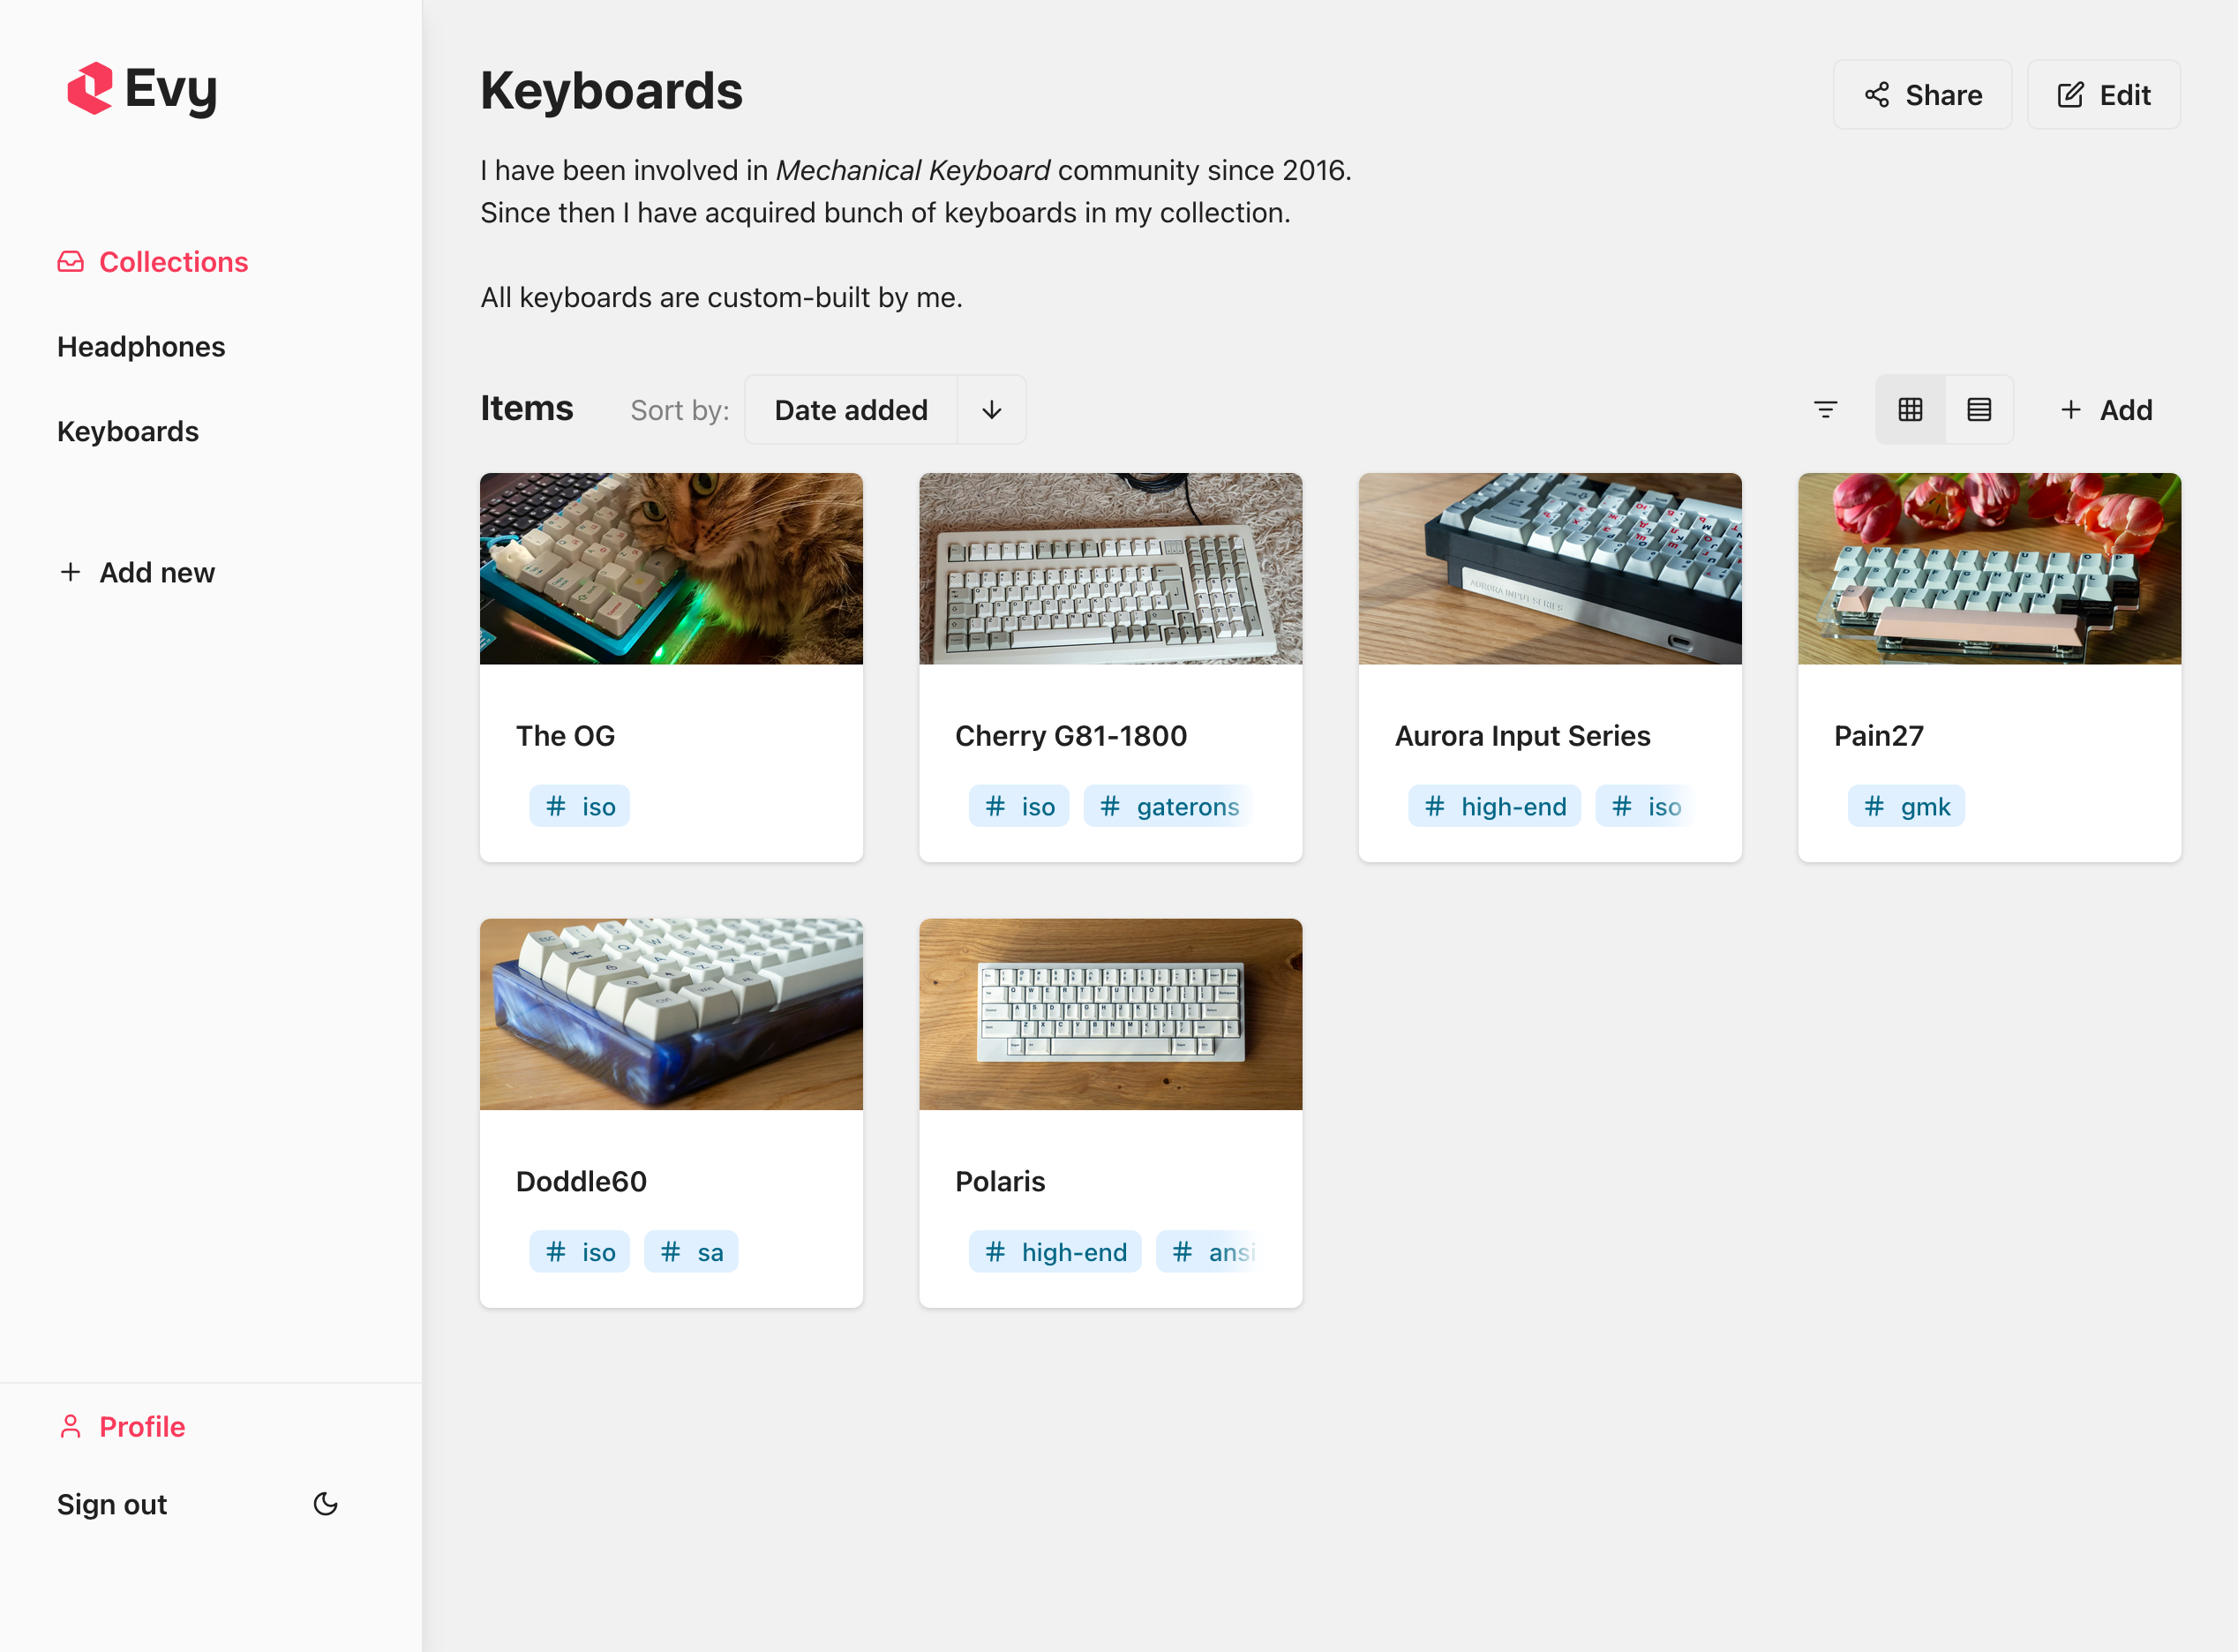 Evy
Collections
Headphones
Keyboards
+ Add new
Profile
Sign out
Keyboards
Share
Edit
I have been involved in Mechanical Keyboard community since 2016.
Since then I have acquired bunch of keyboards in my collection.
All keyboards are custom-built by me.
Items
Sort by:
Date added
+ Add
AURORA INPUT SERIES
The OG
# iso
Cherry G81-1800
# iso # gaterons
Aurora Input Series
# high-end # iso
Pain27
# gmk
Doddle60
# iso # sa
Polaris
# high-end # ansi